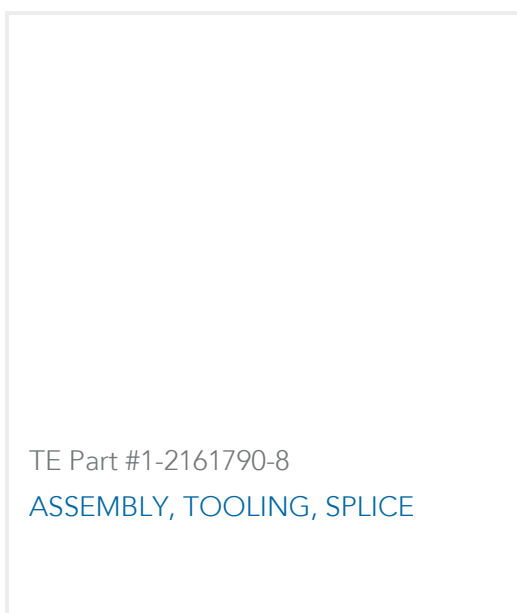 TE Part #1-2161790-8
ASSEMBLY, TOOLING, SPLICE